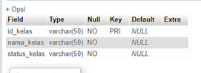 + Opsi
Field Type Null Key Default Extra
id_kelas varchar(50) NO PRI NULL
nama_kelas varchar(50) NO NULL
status_kelas varchar(50) NO NULL